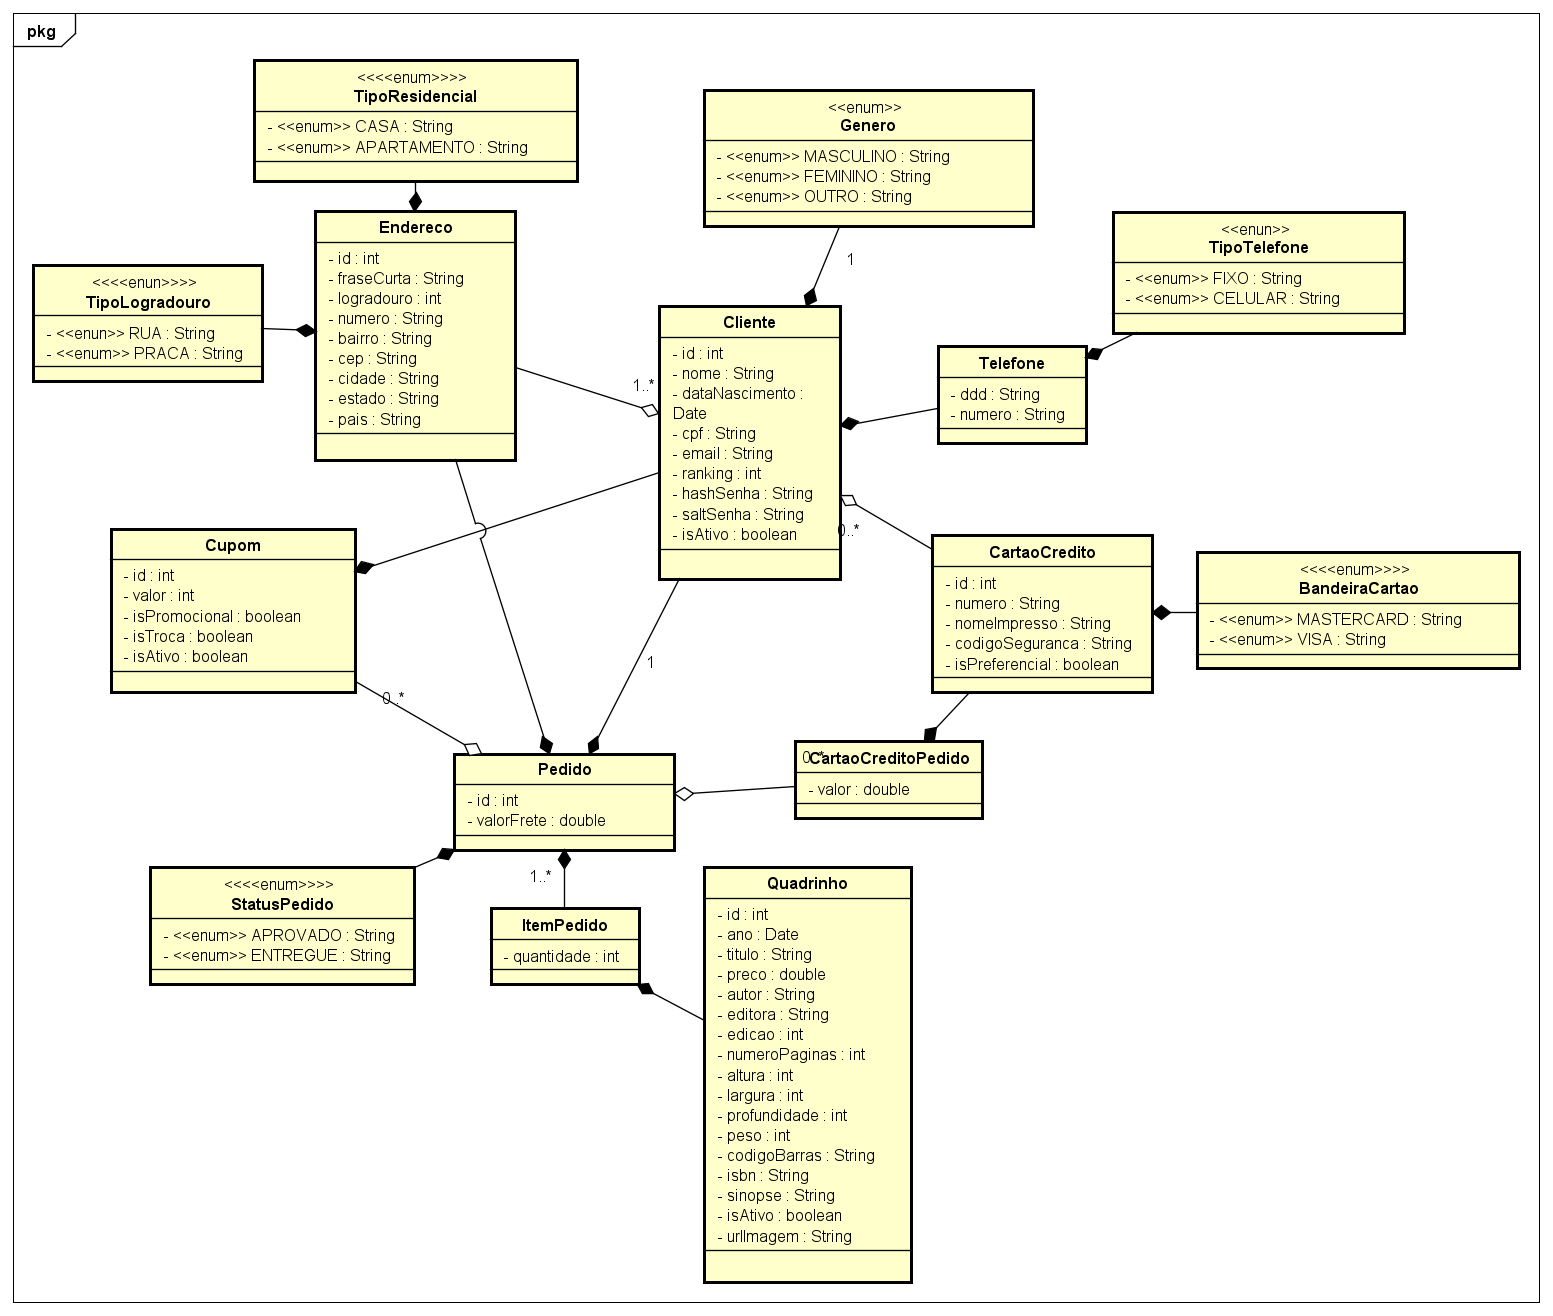 pkg
<<<<enum>>>>
TipoResidencial
- <<enum>> CASA : String
- <<enum>> APARTAMENTO : String
<<enum>>
Genero
- <<enum>> MASCULINO : String
- <<enum>> FEMININO : String
- <<enum>> OUTRO : String
1
<<enun>>
TipoTelefone
- <<enum>> FIXO : String
- <<enum>> CELULAR : String
<<<<enun>>>>
TipoLogradouro
- <<enun>> RUA : String
- <<enum>> PRACA : String
Endereco
- id : int
- fraseCurta : String
- logradouro : int
- numero : String
- bairro : String
- cep : String
- cidade : String
- estado : String
- pais : String
1..*
Cliente
- id : int
- nome : String
- dataNascimento :
Date
- cpf : String
- email : String
- ranking : int
- hashSenha : String
- saltSenha : String
- isAtivo : boolean
Telefone
- ddd : String
- numero : String
0..*
Cupom
- id : int
- valor : int
- isPromocional : boolean
- isTroca : boolean
- isAtivo : boolean
0..*
1
CartaoCredito
- id : int
- numero : String
- nomeImpresso : String
- codigoSeguranca : String
- isPreferencial : boolean
<<<<enum>>>>
BandeiraCartao
- <<enum>> MASTERCARD : String
- <<enum>> VISA : String
Pedido
- id : int
- valorFrete : double
0..*
CartaoCreditoPedido
- valor : double
<<<<enum>>>>
StatusPedido
- <<enum>> APROVADO : String
- <<enum>> ENTREGUE : String
1..*
ItemPedido
- quantidade : int
Quadrinho
- id : int
- ano : Date
- titulo : String
- preco : double
- autor : String
- editora : String
- edicao : int
- numeroPaginas : int
- altura : int
- largura : int
- profundidade : int
- peso : int
- codigoBarras : String
- isbn : String
- sinopse : String
- isAtivo : boolean
- urlImagem : String